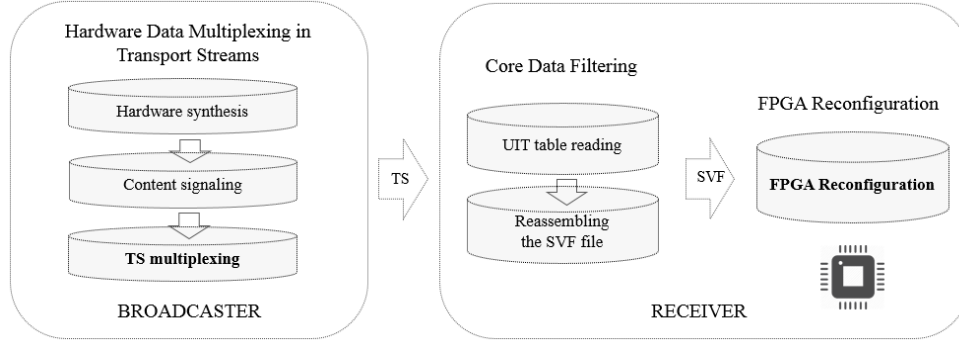 Hardware Data Multiplexing in
Transport Streams
Hardware synthesis
Content signaling
TS multiplexing
BROADCASTER
TS
Core Data Filtering
UIT table reading
Reassembling
the SVF file
SVF
FPGA Reconfiguration
FPGA Reconfiguration
RECEIVER